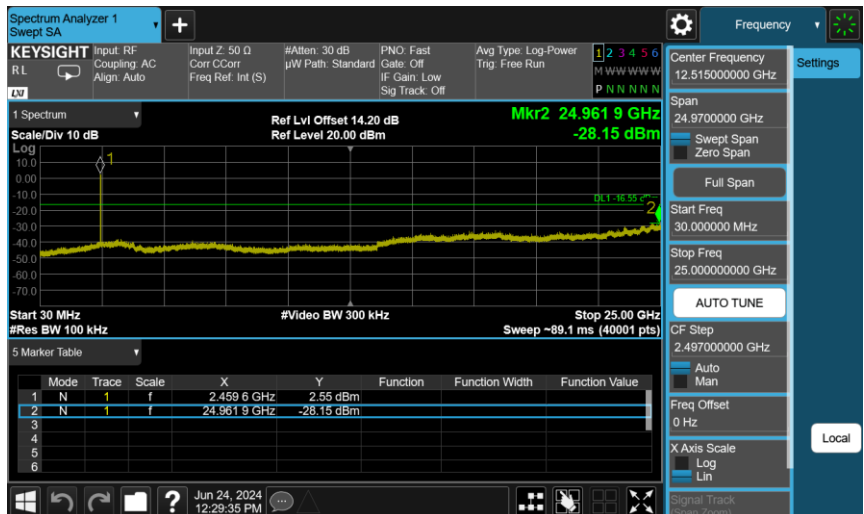 Spectrum Analyzer 1
Swept SA
+
Frequency
KEYSIGHT
R L
LXI
Input: RF
Coupling: AC
Align: Auto
Input Z: 50 Ω
Corr CCorr
Freq Ref: Int (S)
#Atten: 30 dB
µW Path: Standard
PNO: Fast
Gate: Off
IF Gain: Low
Sig Track: Off
Avg Type: Log-Power
Trig: Free Run
1 2 3 4 5 6
M W W W W W
P N N N N N
1 Spectrum
Scale/Div 10 dB
Ref Lvl Offset 14.20 dB
Ref Level 20.00 dBm
Mkr2 24.961 9 GHz
-28.15 dBm
Log
10.0
0.00
-10.0
-20.0
-30.0
-40.0
-50.0
-60.0
-70.0
1
DL1 -16.55 dBm
2
Start 30 MHz
#Res BW 100 kHz
#Video BW 300 kHz
Stop 25.00 GHz
Sweep ~89.1 ms (40001 pts)
5 Marker Table
Mode Trace Scale X Y Function Function Width Function Value
1 N 1 f 2.459 6 GHz 2.55 dBm
2 N 1 f 24.961 9 GHz -28.15 dBm
3
4
5
6
?
Jun 24, 2024
12:29:35 PM
Center Frequency
12.515000000 GHz
Span
24.9700000 GHz
Swept Span
Zero Span
Full Span
Start Freq
30.000000 MHz
Stop Freq
25.000000000 GHz
AUTO TUNE
CF Step
2.497000000 GHz
Auto
Man
Freq Offset
0 Hz
X Axis Scale
Log
Lin
Signal Track
(Span Zoom)
Settings
Local